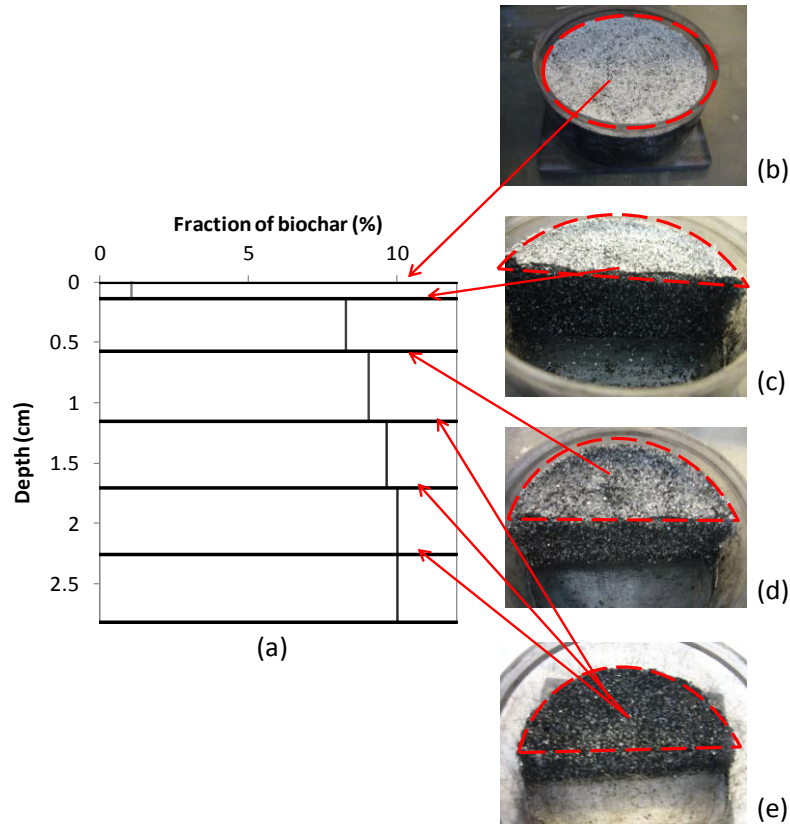 (b)
Fraction of biochar (%)
0 5 10
0
0.5
1
1.5
2
2.5
Depth (cm)
(a)
(c)
(d)
(e)